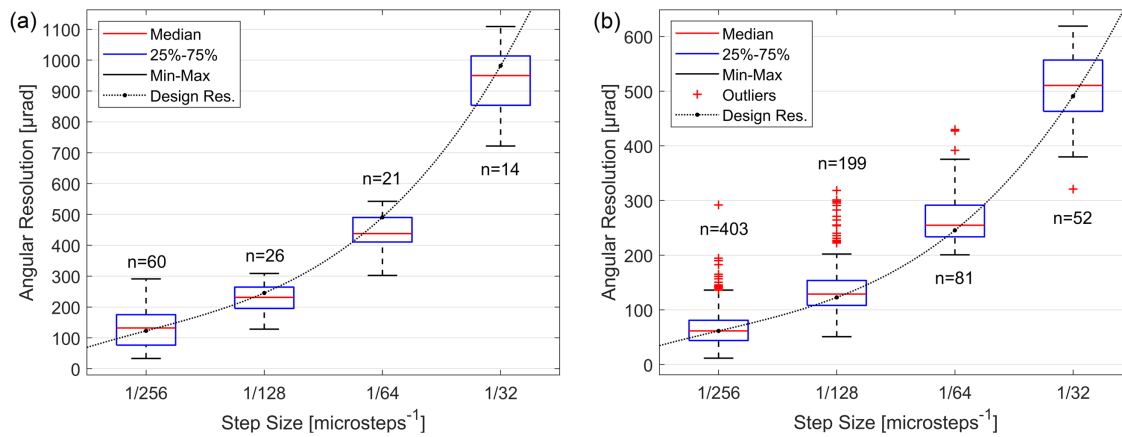 (a)
Median
25%-75%
Min-Max
Design Res.
Angular Resolution [μrad]
1100
1000
900
800
700
600
500
400
300
200
100
0
n=60
n=26
n=21
n=14
1/256
1/128
1/64
1/32
Step Size [microsteps⁻¹]
(b)
Median
25%-75%
Min-Max
Outliers
Design Res.
Angular Resolution [μrad]
600
500
400
300
200
100
0
n=403
n=199
n=81
n=52
1/256
1/128
1/64
1/32
Step Size [microsteps⁻¹]